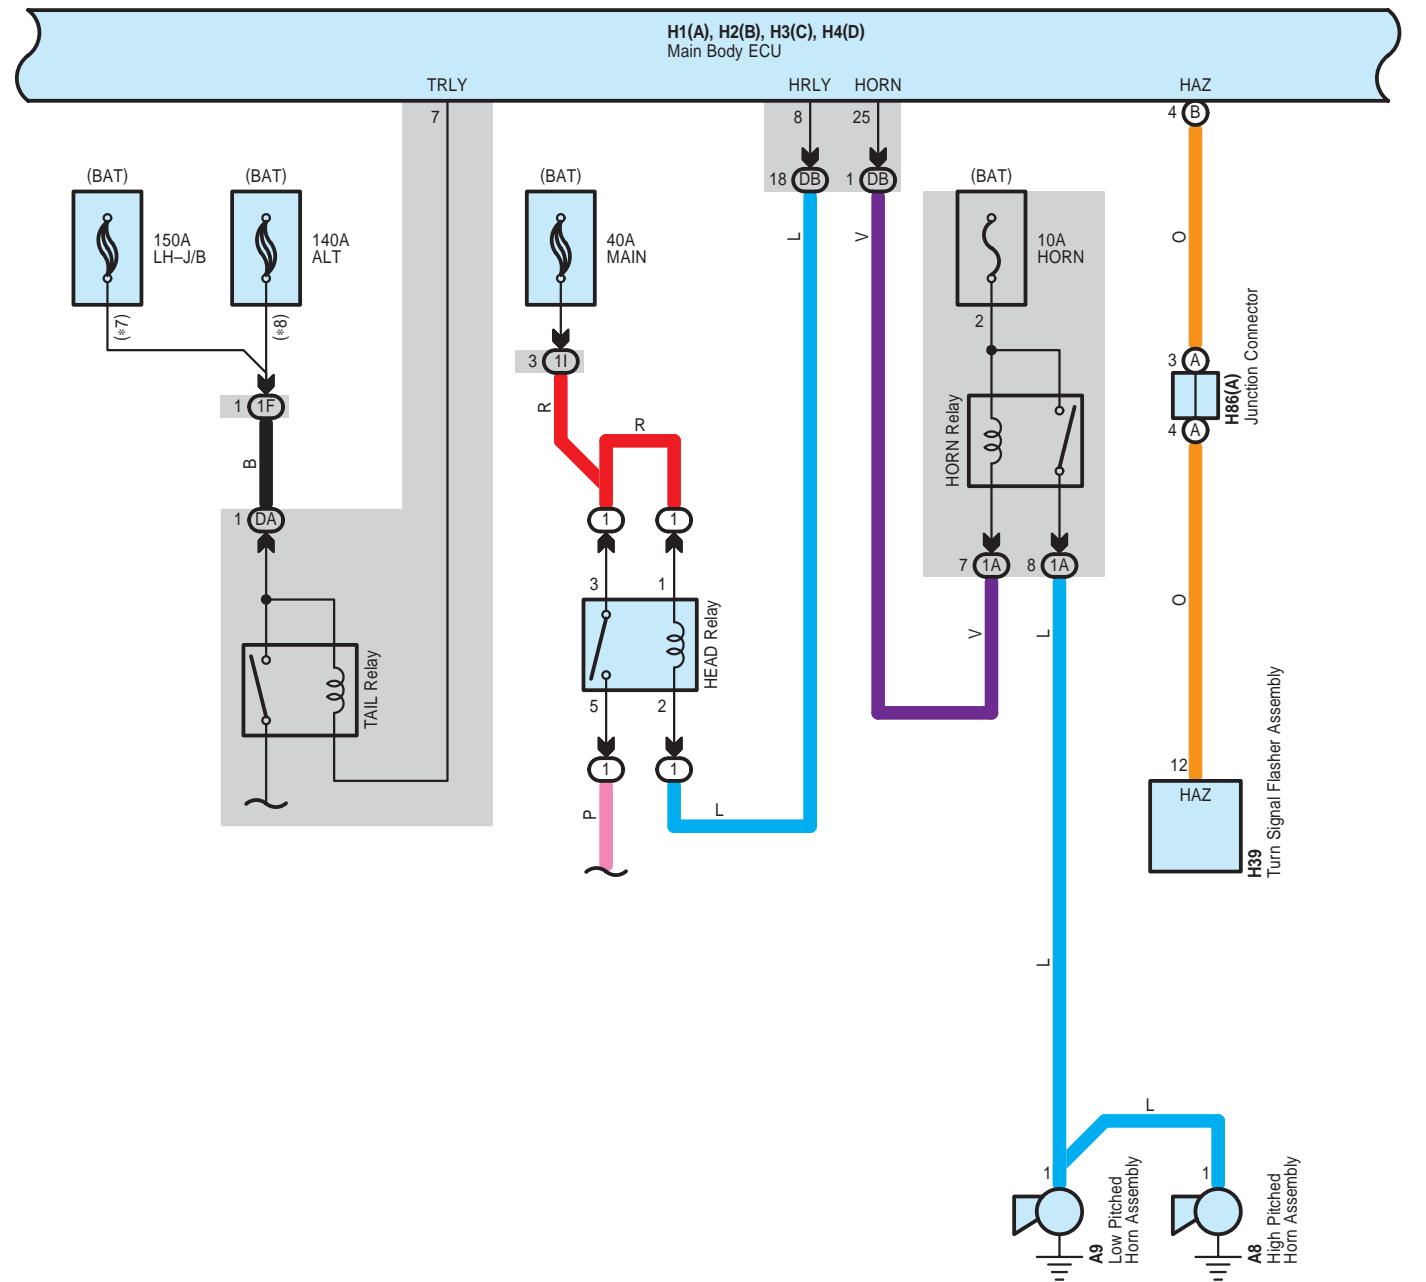 H1(A), H2(B), H3(C), H4(D)
Main Body ECU
TRLY
HRLY
HORN
HAZ
7
8
25
4
B
(BAT)
(BAT)
(BAT)
(BAT)
18
DB
1
DB
150A
LH–J/B
140A
ALT
40A
MAIN
10A
HORN
L
V
O
(*7)
(*8)
2
Junction Connector
H86(A)
3
1I
3
A
1
1F
R
R
4
A
HORN Relay
B
1
DA
1
1
7
1A
8
1A
3
1
O
V
L
HEAD Relay
TAIL Relay
5
2
1
1
12
HAZ
P
L
H39
Turn Signal Flasher Assembly
L
L
1
1
A9
Low Pitched
Horn Assembly
A8
High Pitched
Horn Assembly